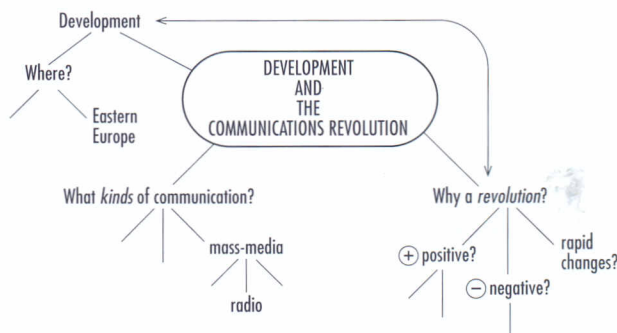 Development
Where?
Eastern
Europe
DEVELOPMENT
AND
THE
COMMUNICATIONS REVOLUTION
What kinds of communication?
mass-media
radio
Why a revolution?
+ positive?
− negative?
rapid
changes?